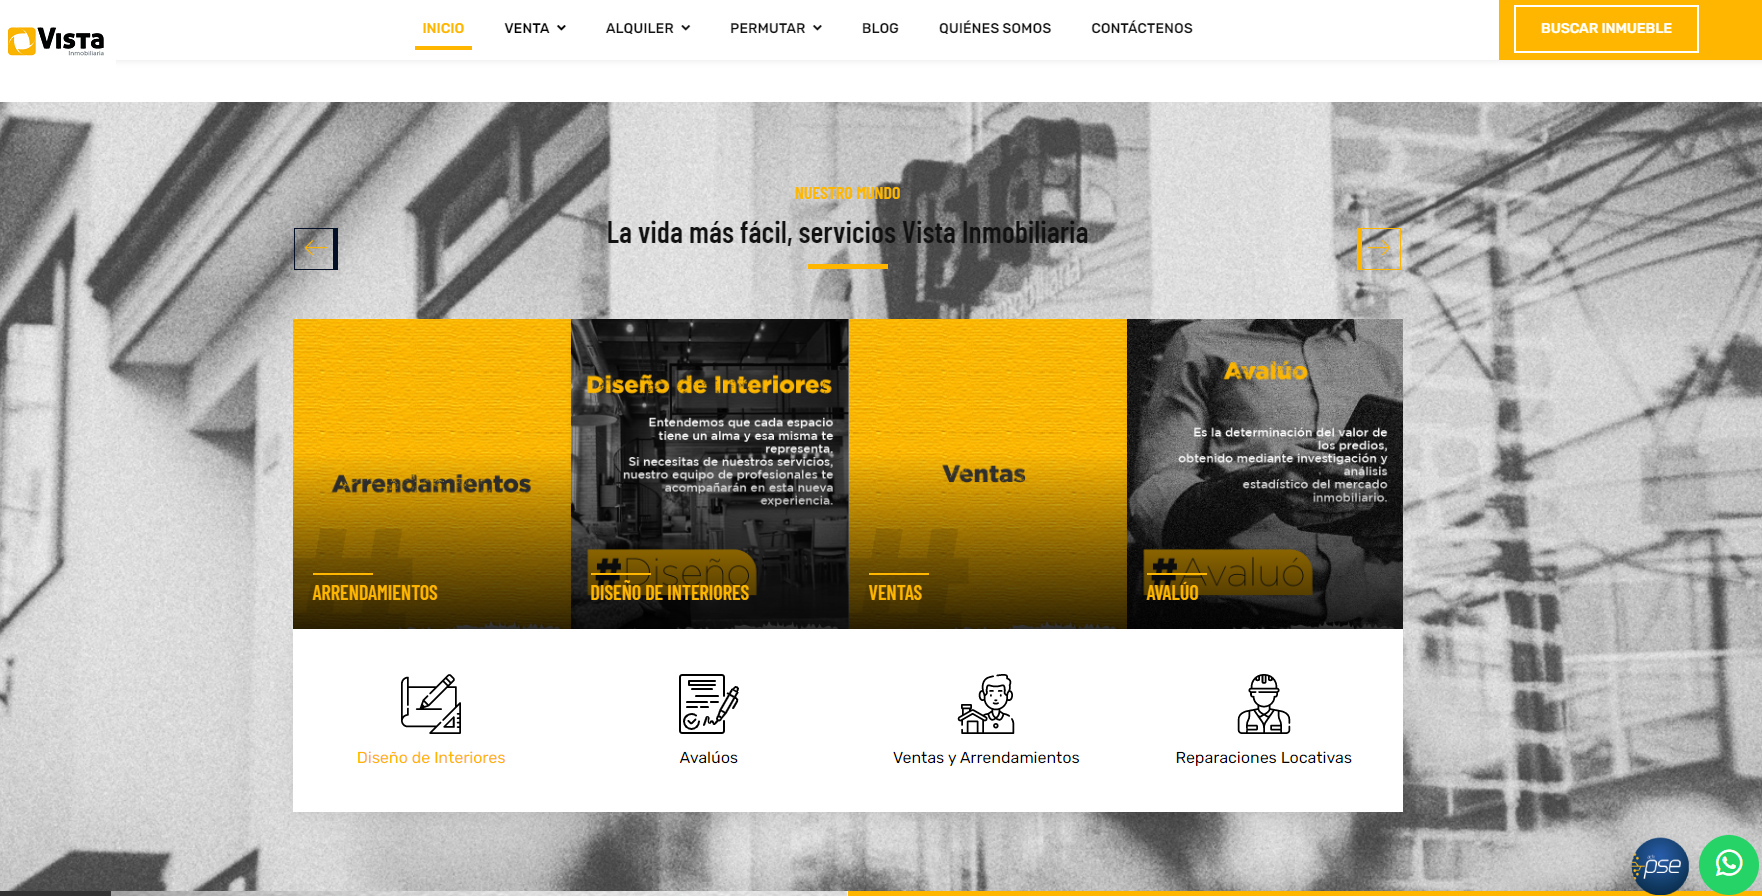 Vista
Inmobiliaria
INICIO
VENTA
ALQUILER
PERMUTAR
BLOG
QUIÉNES SOMOS
CONTÁCTENOS
BUSCAR INMUEBLE
NUESTRO MUNDO
La vida más fácil, servicios Vista Inmobiliaria
Arrendamientos
ARRENDAMIENTOS
Diseño de Interiores
Entendemos que cada espacio
tiene un alma y esa misma te
representa.
Si necesitas de nuestros servicios,
nuestro equipo de profesionales te
acompañarán en esta nueva
experiencia.
#Diseño
DISEÑO DE INTERIORES
Ventas
VENTAS
Avalúo
Es la determinación del valor de
los predios,
obtenido mediante investigación y
análisis
estadístico del mercado
inmobiliario.
#Avaluó
AVALÚO
Diseño de Interiores
Avalúos
Ventas y Arrendamientos
Reparaciones Locativas
pse